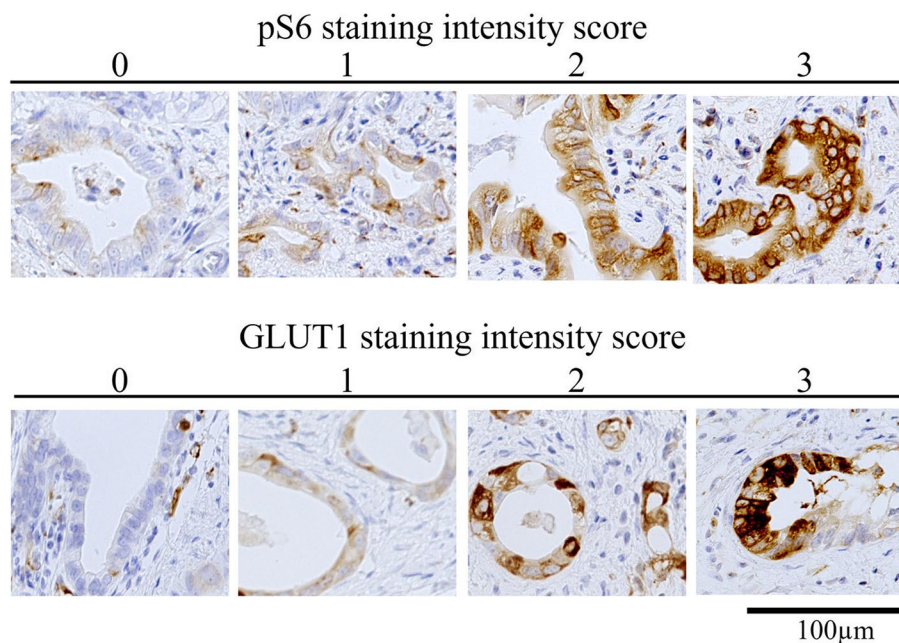 pS6 staining intensity score
0 1 2 3
GLUT1 staining intensity score
0 1 2 3
100µm